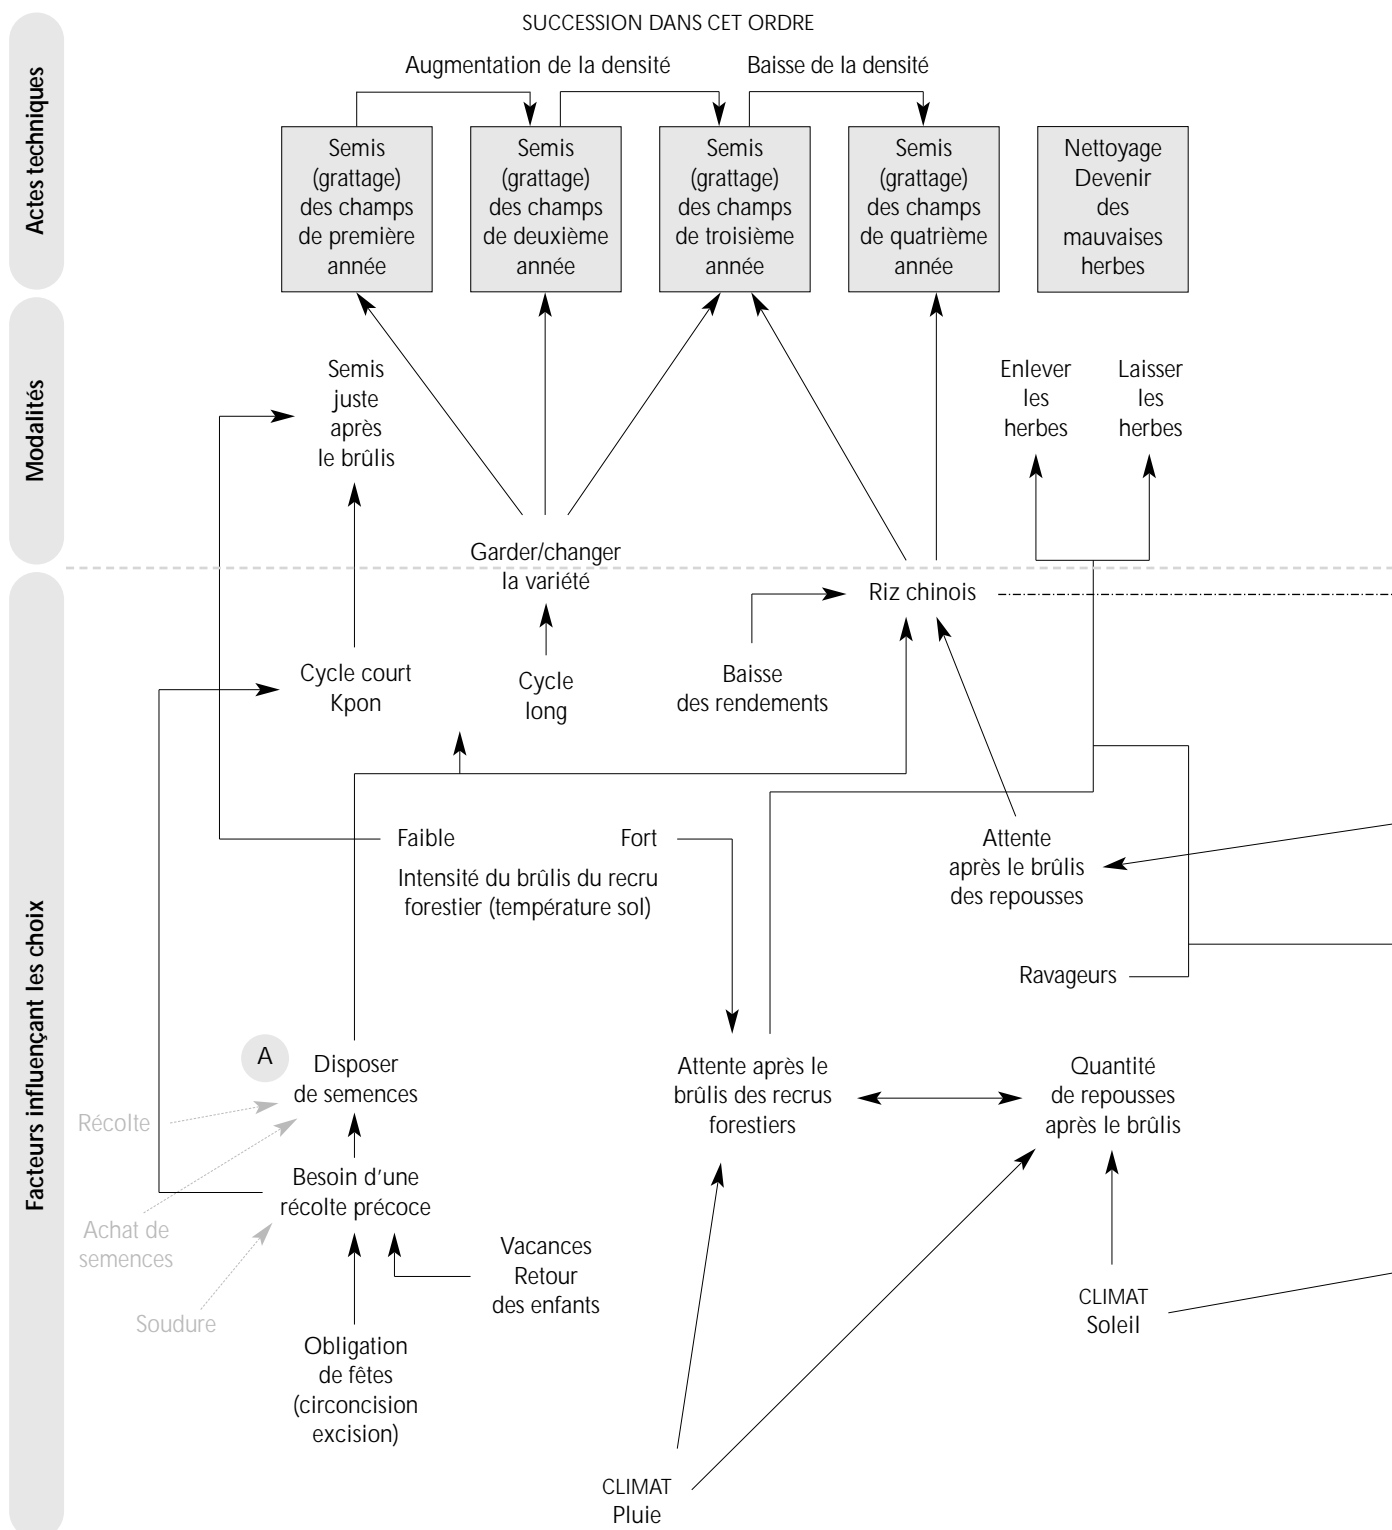 SUCCESSION DANS CET ORDRE
Augmentation de la densité
Baisse de la densité
Actes techniques
Semis
(grattage)
des champs
de première
année
Semis
(grattage)
des champs
de deuxième
année
Semis
(grattage)
des champs
de troisième
année
Semis
(grattage)
des champs
de quatrième
année
Nettoyage
Devenir
des
mauvaises
herbes
Modalités
Semis
juste
après
le brûlis
Enlever
les
herbes
Laisser
les
herbes
Garder/changer
la variété
Facteurs influençant les choix
Riz chinois
Cycle court
Kpon
Cycle
long
Baisse
des rendements
Faible
Fort
Intensité du brûlis du recru
forestier (température sol)
Attente
après le brûlis
des repousses
Ravageurs
A
Disposer
de semences
Attente après le
brûlis des recrus
forestiers
Quantité
de repousses
après le brûlis
Récolte
Besoin d'une
récolte précoce
Achat de
semences
Soudure
Vacances
Retour
des enfants
CLIMAT
Soleil
Obligation
de fêtes
(circoncision
excision)
CLIMAT
Pluie